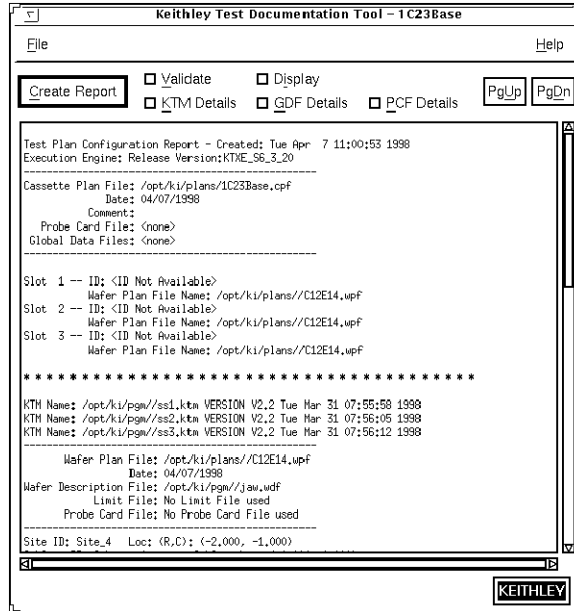 Keithley Test Documentation Tool – 1C23Base
File Help
Create Report Validate Display PgUp PgDn
KTM Details GDF Details PCF Details
Test Plan Configuration Report - Created: Tue Apr 7 11:00:53 1998
Execution Engine: Release Version:KTXE_S6_3_20
--------------------------------------------------
Cassette Plan File: /opt/ki/plans/1C23Base.cpf
Date: 04/07/1998
Comment:
Probe Card File: <none>
Global Data Files: <none>
--------------------------------------------------
Slot 1 -- ID: <ID Not Available>
Wafer Plan File Name: /opt/ki/plans//C12E14.wpf
Slot 2 -- ID: <ID Not Available>
Wafer Plan File Name: /opt/ki/plans//C12E14.wpf
Slot 3 -- ID: <ID Not Available>
Wafer Plan File Name: /opt/ki/plans//C12E14.wpf
* * * * * * * * * * * * * * * * * * * * * * * * * * * * * * * * * * * * * * *
KTM Name: /opt/ki/pgm//ss1.ktm VERSION V2.2 Tue Mar 31 07:55:58 1998
KTM Name: /opt/ki/pgm//ss2.ktm VERSION V2.2 Tue Mar 31 07:56:05 1998
KTM Name: /opt/ki/pgm//ss3.ktm VERSION V2.2 Tue Mar 31 07:56:12 1998
--------------------------------------------------
Wafer Plan File: /opt/ki/plans//C12E14.wpf
Date: 04/07/1998
Wafer Description File: /opt/ki/pgm//jaw.wdf
Limit File: No Limit File used
Probe Card File: No Probe Card File used
--------------------------------------------------
Site ID: Site_4 Loc: (R,C): (-2.000, -1.000)
KEITHLEY